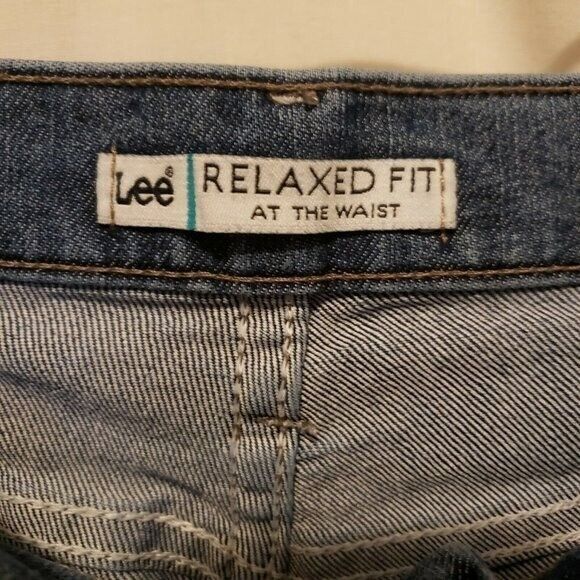 Lee® RELAXED FIT
AT THE WAIST